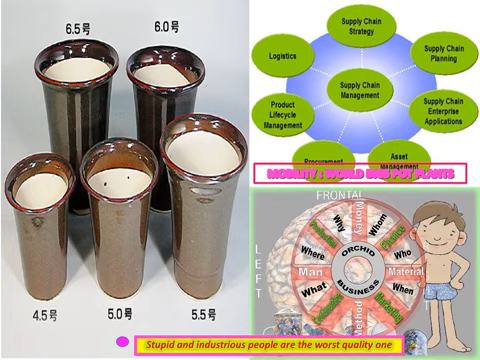 6.5号
6.0号
4.5号
5.0号
5.5号
Supply Chain
Strategy
Logistics
Supply Chain
Planning
Supply Chain
Management
Product
Lifecycle
Management
Supply Chain
Enterprise
Applications
Procurement
Asset
Management
MOBILITY : WORLD BNS POT PLANTS
FRONTAL
LEFT
Why
Money
Whom
Where
Who
ORCHID
BUSINESS
Man
Material
What
When
Method
Stupid and industrious people are the worst quality one